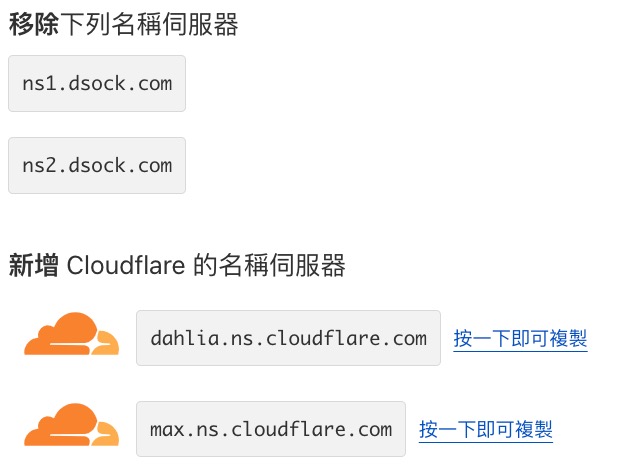 移除下列名稱伺服器
ns1.dsock.com
ns2.dsock.com
新增 Cloudflare 的名稱伺服器
dahlia.ns.cloudflare.com 按一下即可複製
max.ns.cloudflare.com 按一下即可複製